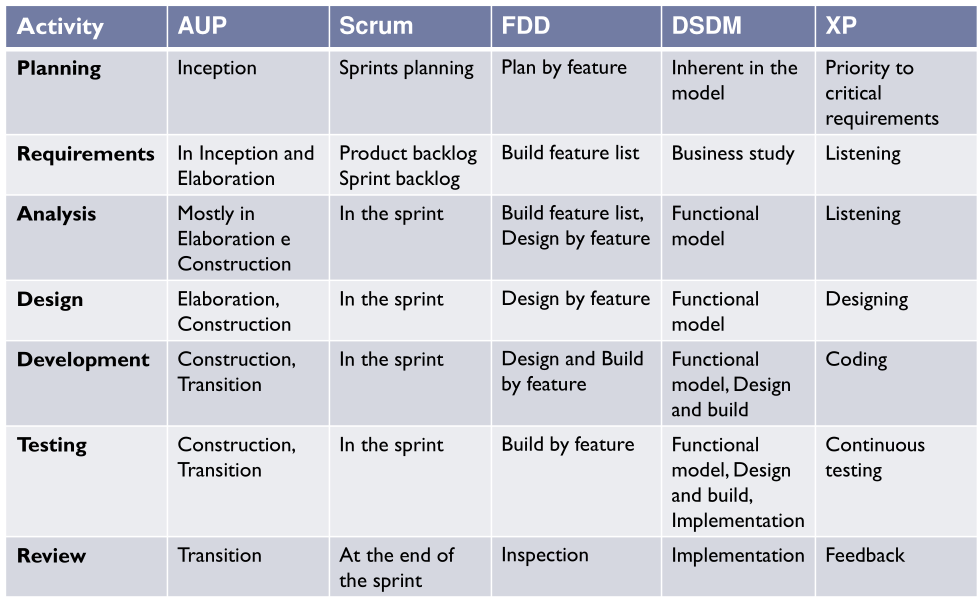 Activity AUP Scrum FDD DSDM XP
Planning Inception Sprints planning Plan by feature Inherent in the Priority to
model critical
requirements
Requirements In Inception and Product backlog Build feature list Business study Listening
Elaboration Sprint backlog
Analysis Mostly in In the sprint Build feature list, Functional Listening
Elaboration e Design by feature model
Construction
Design Elaboration, In the sprint Design by feature Functional Designing
Construction model
Development Construction, In the sprint Design and Build Functional Coding
Transition by feature model, Design
and build
Testing Construction, In the sprint Build by feature Functional Continuous
Transition model, Design testing
and build,
Implementation
Review Transition At the end of Inspection Implementation Feedback
the sprint